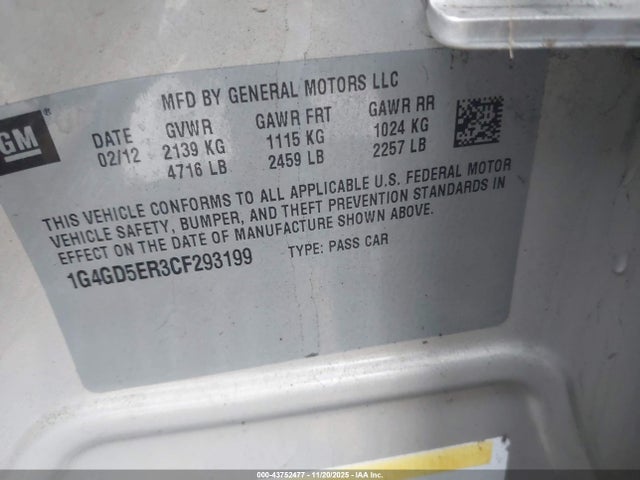 MFD BY GENERAL MOTORS LLC
GM®
DATE GVWR GAWR FRT GAWR RR
02/12 2139 KG 1115 KG 1024 KG
4716 LB 2459 LB 2257 LB
THIS VEHICLE CONFORMS TO ALL APPLICABLE U.S. FEDERAL MOTOR
VEHICLE SAFETY, BUMPER, AND THEFT PREVENTION STANDARDS IN
EFFECT ON THE DATE OF MANUFACTURE SHOWN ABOVE.
1G4GD5ER3CF293199 TYPE: PASS CAR
000-43752477 - 11/20/2025 - IAAI.COM